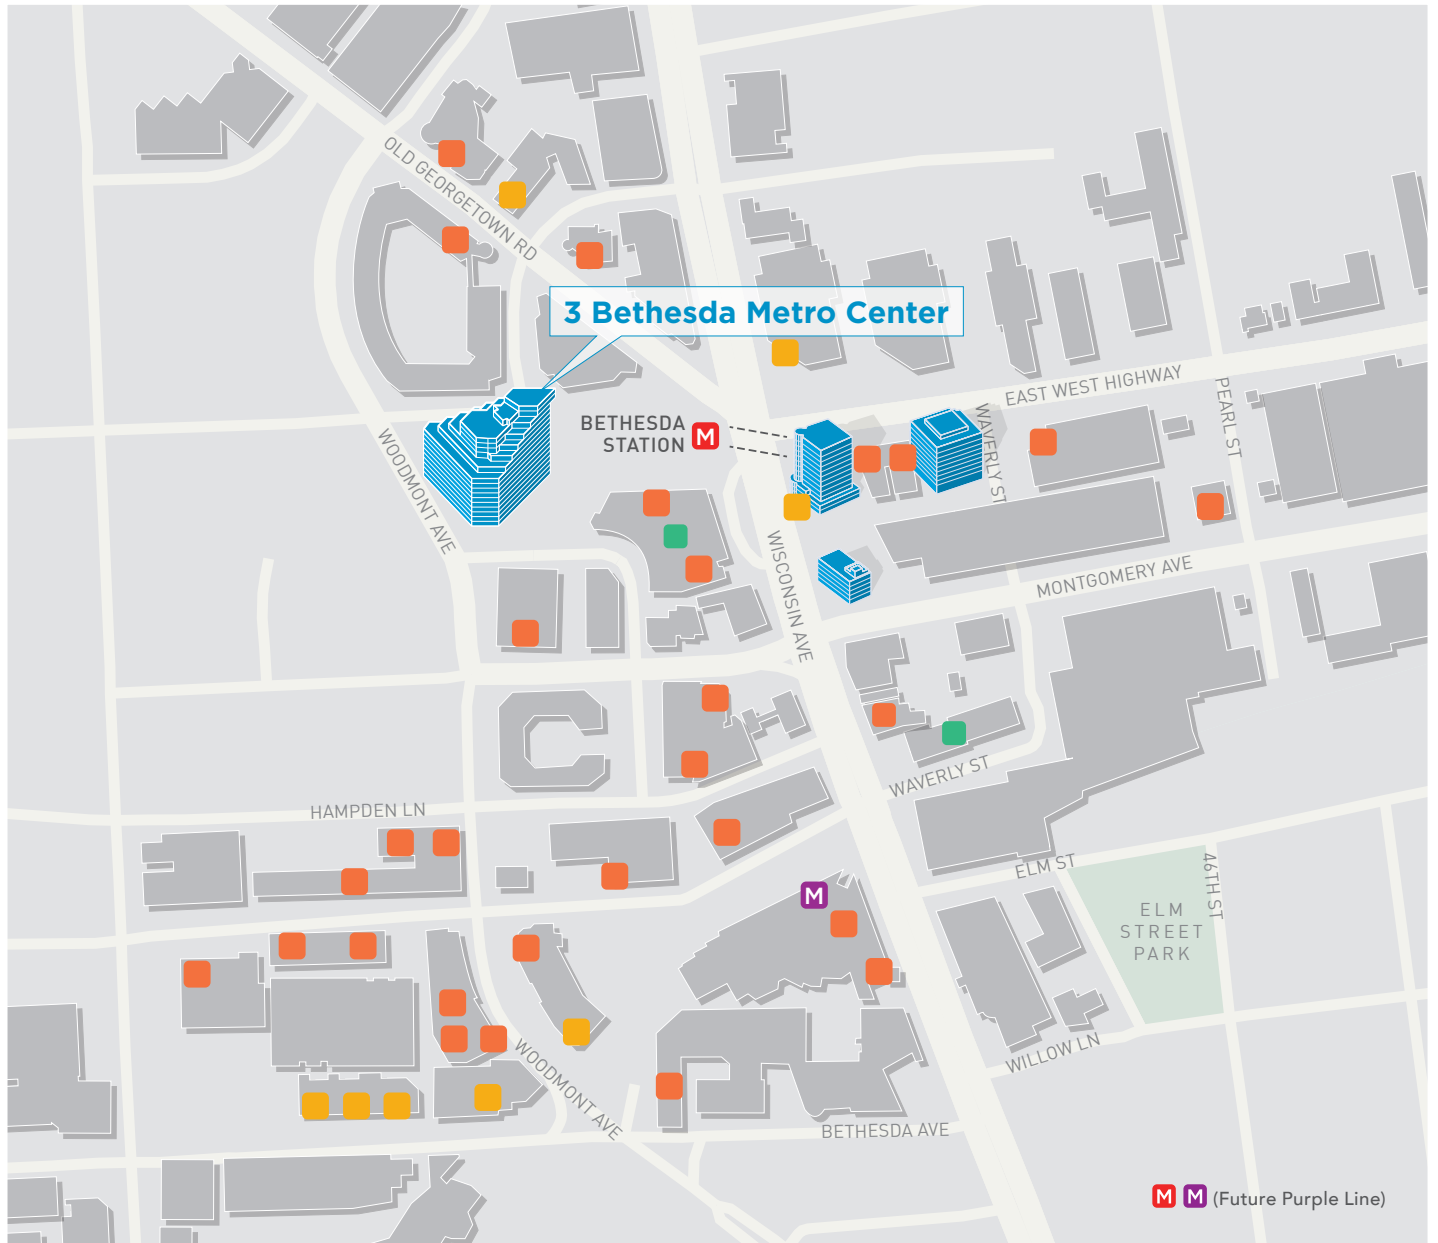 OLD GEORGETOWN RD
3 Bethesda Metro Center
EAST WEST HIGHWAY
PEARL ST
WAVERLY ST
BETHESDA
STATION M
WOODMONT AVE
WISCONSIN AVE
MONTGOMERY AVE
WAVERLY ST
HAMPDEN LN
ELM ST
46TH ST
M
ELM
STREET
PARK
WILLOW LN
WOODMONT AVE
BETHESDA AVE
M M (Future Purple Line)